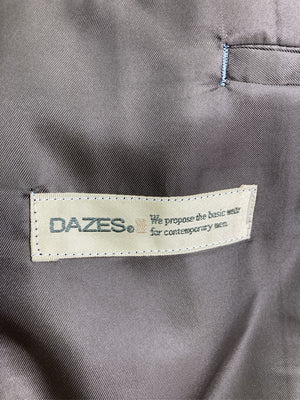 DAZES®
We propose the basic wear
for contemporary men.